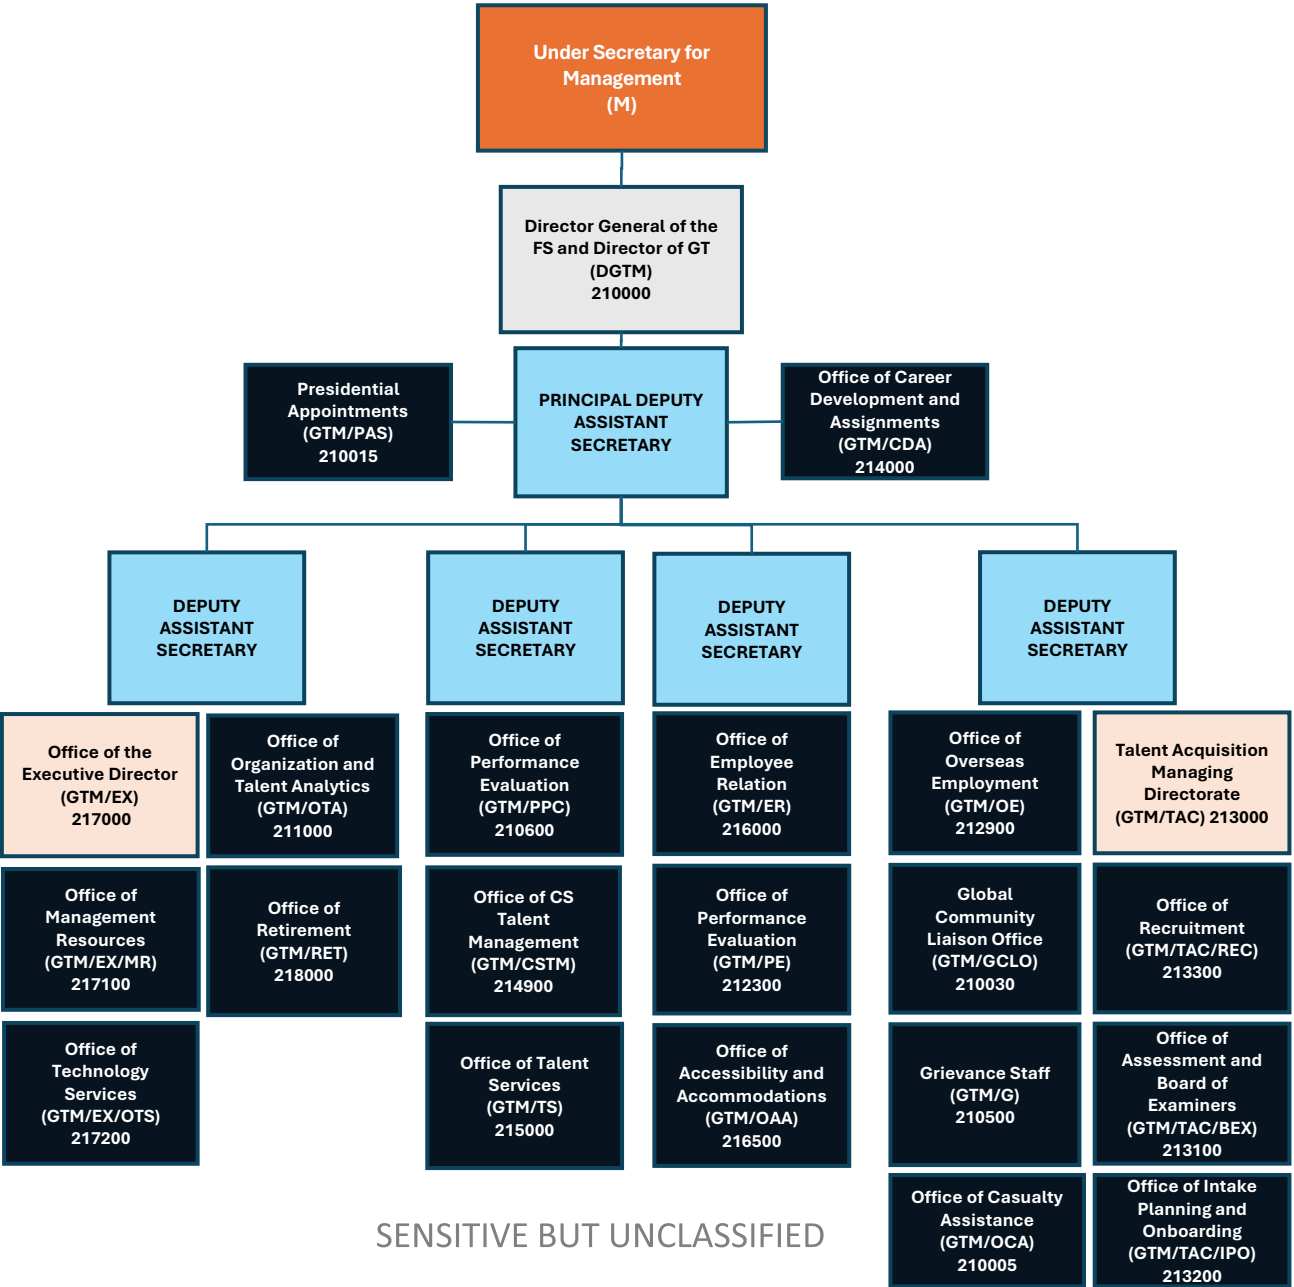 Under Secretary for
Management
(M)
Director General of the
FS and Director of GT
(DGTM)
210000
Presidential
Appointments
(GTM/PAS)
210015
PRINCIPAL DEPUTY
ASSISTANT
SECRETARY
Office of Career
Development and
Assignments
(GTM/CDA)
214000
DEPUTY
ASSISTANT
SECRETARY
DEPUTY
ASSISTANT
SECRETARY
DEPUTY
ASSISTANT
SECRETARY
DEPUTY
ASSISTANT
SECRETARY
Office of the
Executive Director
(GTM/EX)
217000
Office of
Organization and
Talent Analytics
(GTM/OTA)
211000
Office of
Performance
Evaluation
(GTM/PPC)
210600
Office of
Employee
Relation
(GTM/ER)
216000
Office of
Overseas
Employment
(GTM/OE)
212900
Talent Acquisition
Managing
Directorate
(GTM/TAC) 213000
Office of
Management
Resources
(GTM/EX/MR)
217100
Office of
Retirement
(GTM/RET)
218000
Office of CS
Talent
Management
(GTM/CSTM)
214900
Office of
Performance
Evaluation
(GTM/PE)
212300
Global
Community
Liaison Office
(GTM/GCLO)
210030
Office of
Recruitment
(GTM/TAC/REC)
213300
Office of
Technology
Services
(GTM/EX/OTS)
217200
Office of Talent
Services
(GTM/TS)
215000
Office of
Accessibility and
Accommodations
(GTM/OAA)
216500
Grievance Staff
(GTM/G)
210500
Office of
Assessment and
Board of
Examiners
(GTM/TAC/BEX)
213100
Office of Casualty
Assistance
(GTM/OCA)
210005
Office of Intake
Planning and
Onboarding
(GTM/TAC/IPO)
213200
SENSITIVE BUT UNCLASSIFIED